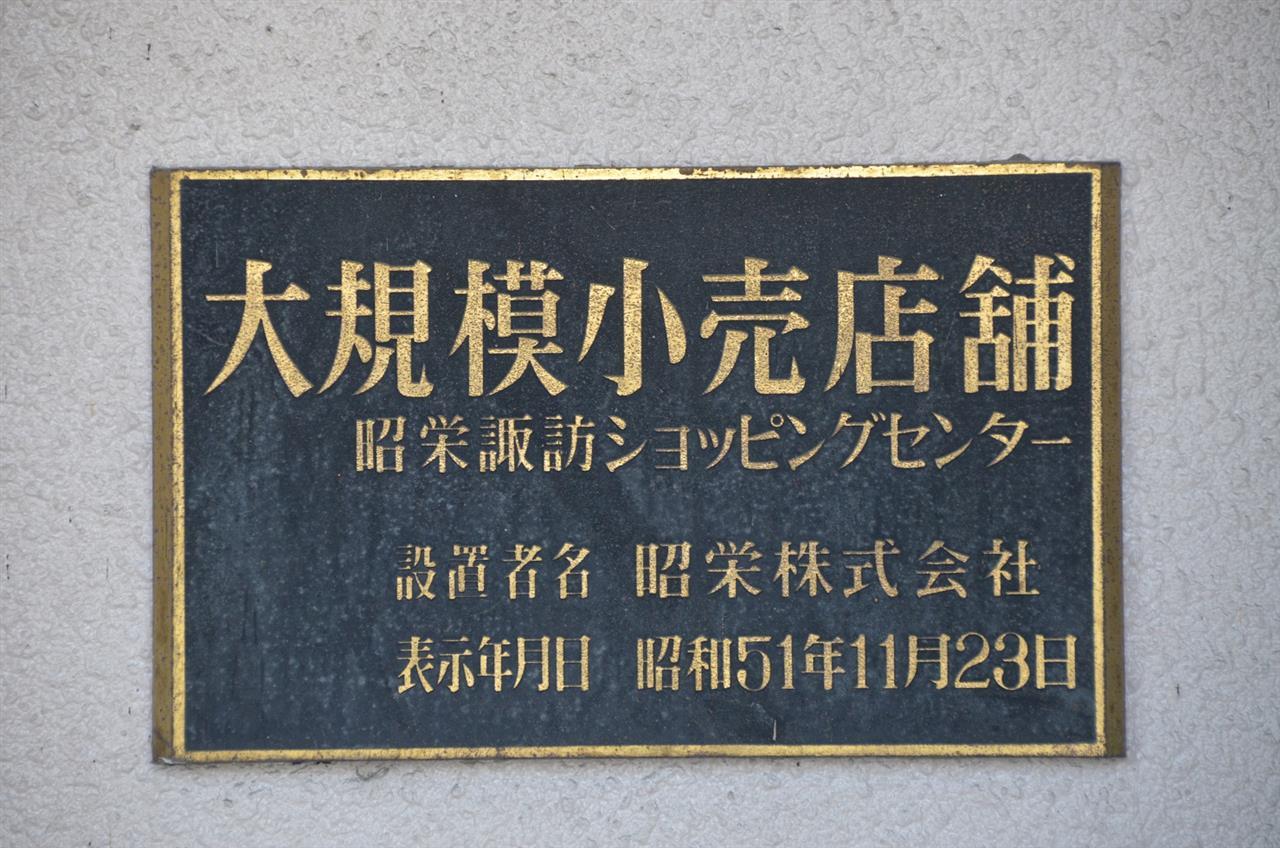 大規模小売店舗
昭栄諏訪ショッピングセンター
設置者名 昭栄株式会社
表示年月日 昭和51年11月23日